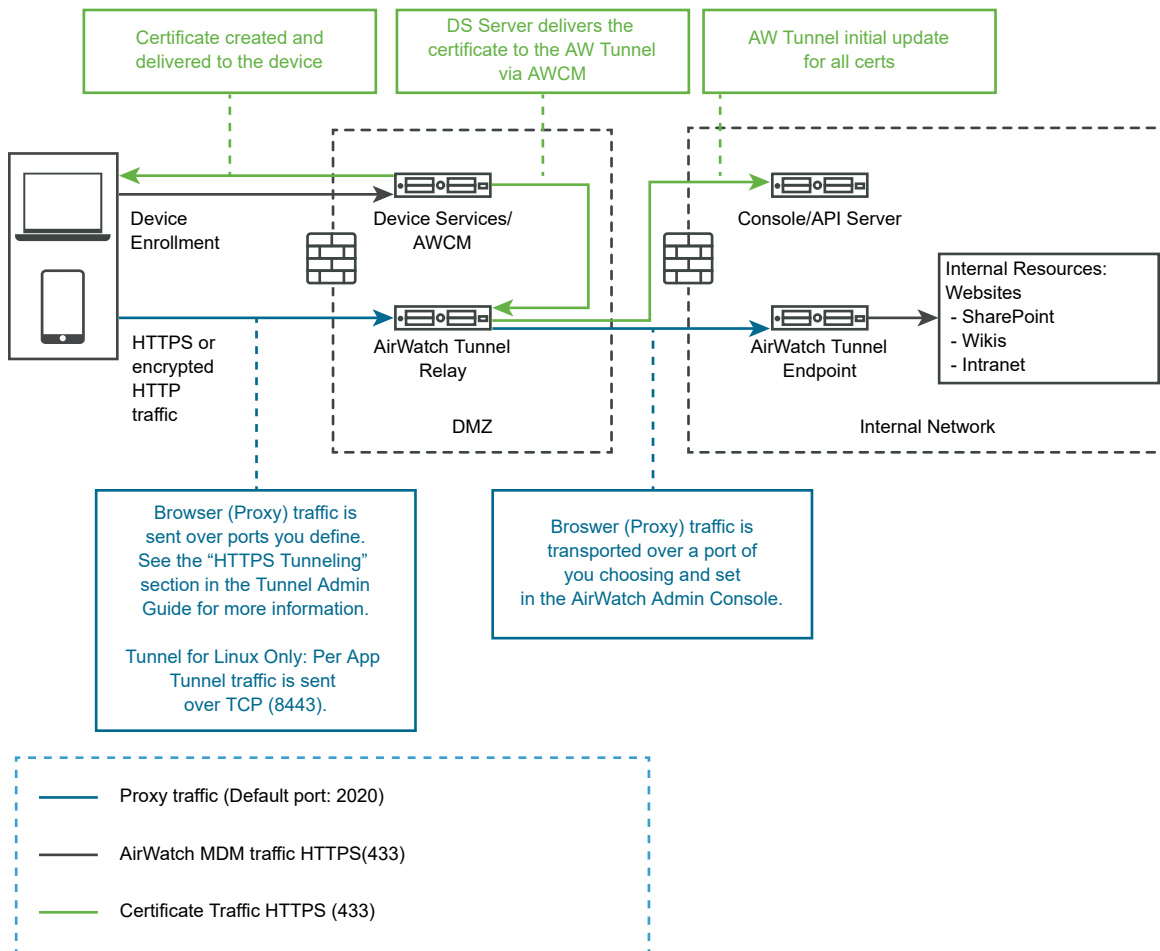 Certificate created and
delivered to the device
DS Server delivers the
certificate to the AW Tunnel
via AWCM
AW Tunnel initial update
for all certs
Device
Enrollment
Device Services/
AWCM
Console/API Server
HTTPS or
encrypted
HTTP
traffic
AirWatch Tunnel
Relay
AirWatch Tunnel
Endpoint
Internal Resources:
Websites
- SharePoint
- Wikis
- Intranet
DMZ
Internal Network
Browser (Proxy) traffic is
sent over ports you define.
See the “HTTPS Tunneling”
section in the Tunnel Admin
Guide for more information.
Tunnel for Linux Only: Per App
Tunnel traffic is sent
over TCP (8443).
Broswer (Proxy) traffic is
transported over a port of
you choosing and set
in the AirWatch Admin Console.
Proxy traffic (Default port: 2020)
AirWatch MDM traffic HTTPS(433)
Certificate Traffic HTTPS (433)